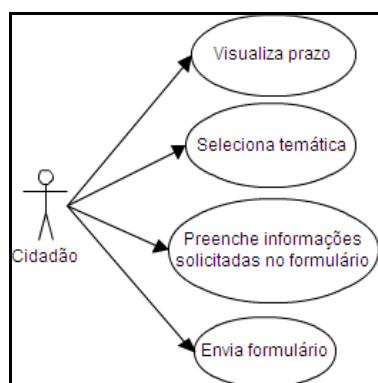 Visualiza prazo
Seleciona temática
Cidadão
Preenche informações
solicitadas no formulário
Envia formulário